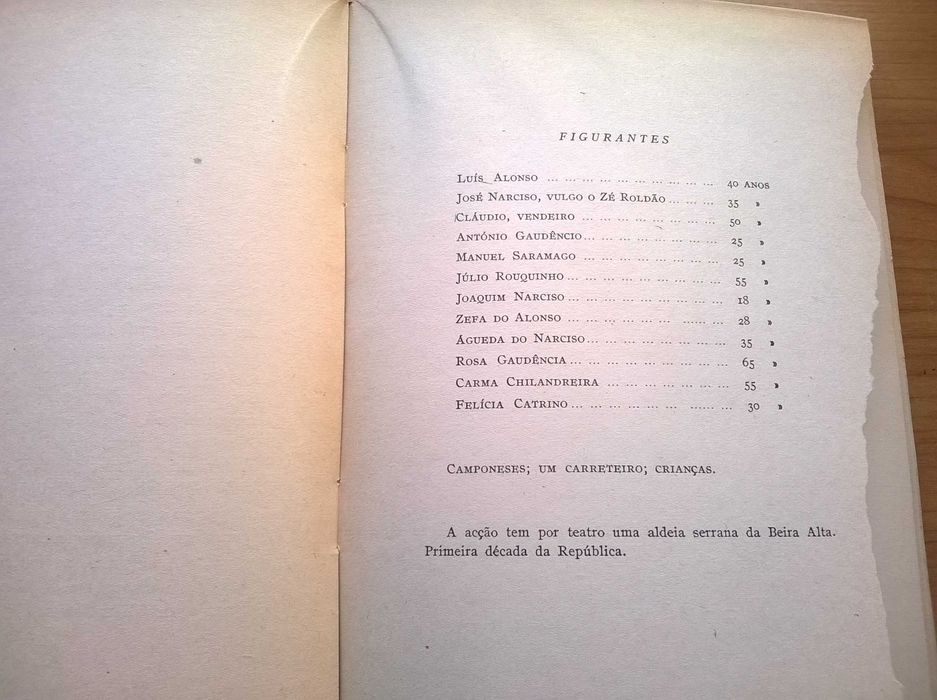 FIGURANTES
Luís Alonso ... ... ... ... ... ... ... ... ... ... 40 anos
José Narciso, vulgo o Zé Roldão ... ... ... 35 »
Cláudio, vendeiro ... ... ... ... ... ... ... ... 50 »
António Gaudêncio ... ... ... ... ... ... ... ... 25 »
Manuel Saramago ... ... ... ... ... ... ... ... 25 »
Júlio Rouquinho ... ... ... ... ... ... ... ... ... 55 »
Joaquim Narciso ... ... ... ... ... ... ... ... ... 18 »
Zefa do Alonso ... ... ... ... ... ... ...... ... 28 »
Águeda do Narciso ... ... ... ... ... ... ... ... 35 »
Rosa Gaudência ... ... ... ... ... ... ... ... ... 65 »
Carma Chilandreira ... ... ... ... ... ... ... 55 »
Felícia Catrino ... ... ... ... ... ... ...... ... 30 »
Camponeses; um carreteiro; crianças.
A acção tem por teatro uma aldeia serrana da Beira Alta.
Primeira década da República.